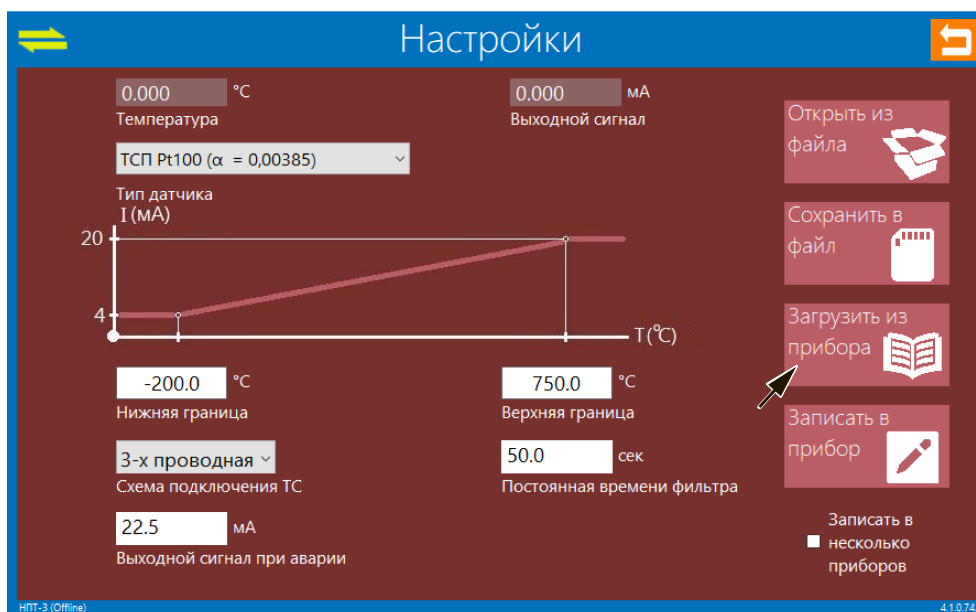 Настройки
0.000 °C
Температура
0.000 мА
Выходной сигнал
ТСП Pt100 (α = 0,00385)
Тип датчика
I (мА)
20
4
T(°C)
-200.0 °C
Нижняя граница
750.0 °C
Верхняя граница
3-х проводная
Схема подключения ТС
50.0 сек
Постоянная времени фильтра
22.5 мА
Выходной сигнал при аварии
Открыть из
файла
Сохранить в
файл
Загрузить из
прибора
Записать в
прибор
Записать в
несколько
приборов
НПТ-3 (Offline)
4.1.0.74